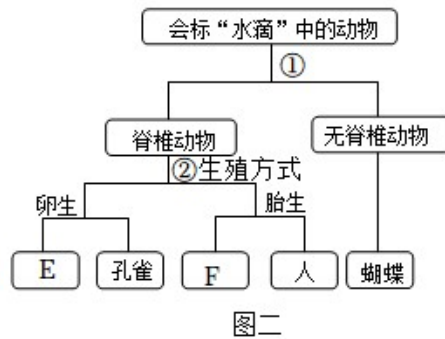 会标“水滴”中的动物
①
脊椎动物
无脊椎动物
②生殖方式
卵生
胎生
E
孔雀
F
人
蝴蝶
图二